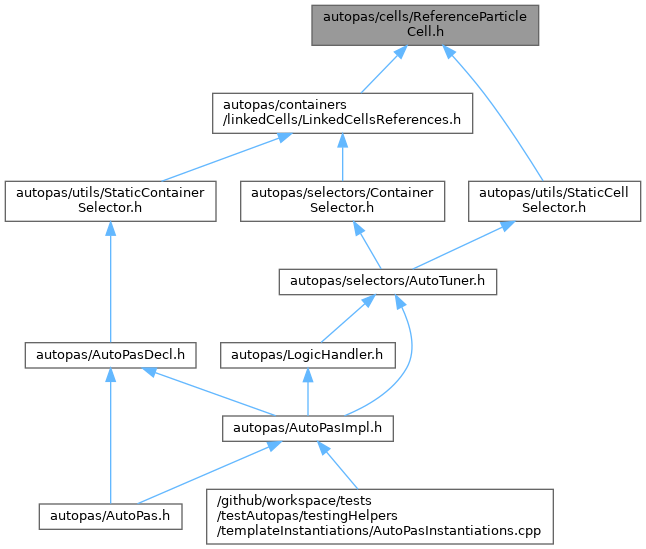 autopas/cells/ReferenceParticle
Cell.h
autopas/containers
/linkedCells/LinkedCellsReferences.h
autopas/utils/StaticContainer
Selector.h
autopas/selectors/Container
Selector.h
autopas/utils/StaticCell
Selector.h
autopas/selectors/AutoTuner.h
autopas/AutoPasDecl.h
autopas/LogicHandler.h
autopas/AutoPasImpl.h
autopas/AutoPas.h
/github/workspace/tests
/testAutopas/testingHelpers
/templateInstantiations/AutoPasInstantiations.cpp